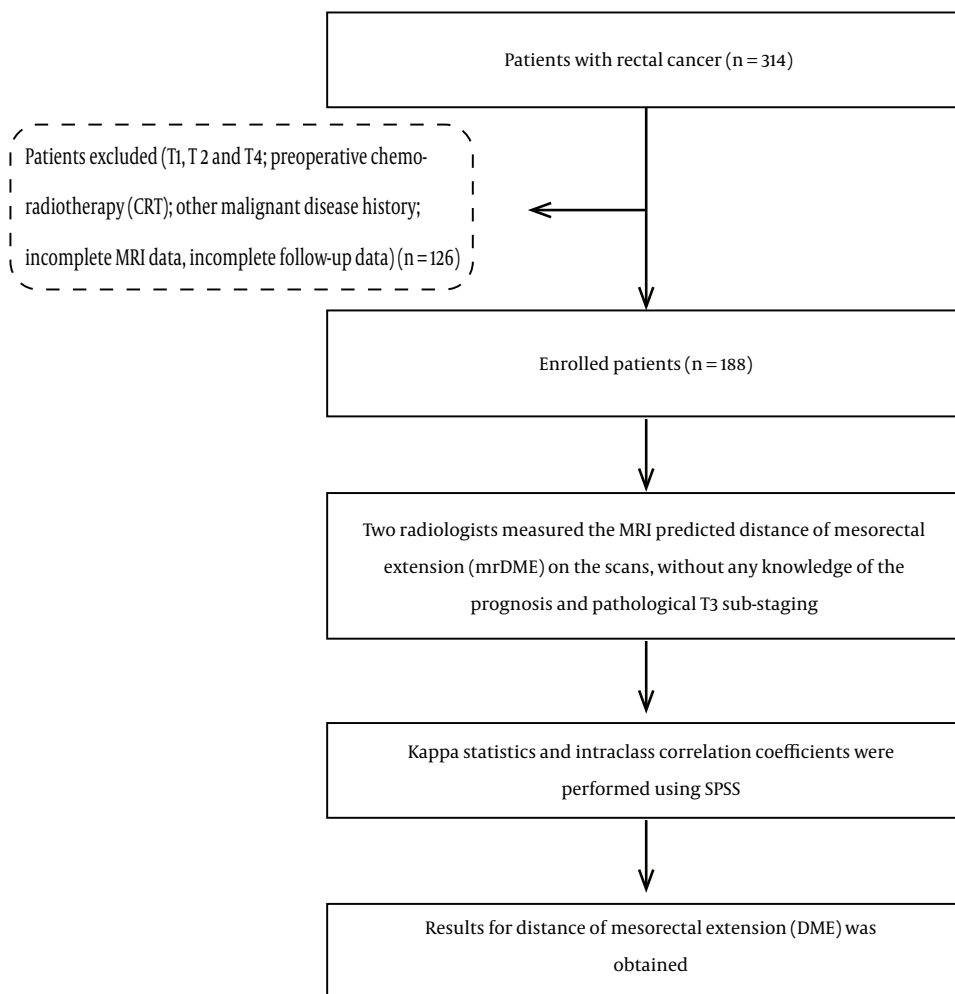 Patients with rectal cancer (n = 314)
Patients excluded (T1, T 2 and T4; preoperative chemo-
radiotherapy (CRT); other malignant disease history;
incomplete MRI data, incomplete follow-up data) (n = 126)
Enrolled patients (n = 188)
Two radiologists measured the MRI predicted distance of mesorectal
extension (mrDME) on the scans, without any knowledge of the
prognosis and pathological T3 sub-staging
Kappa statistics and intraclass correlation coefficients were
performed using SPSS
Results for distance of mesorectal extension (DME) was
obtained